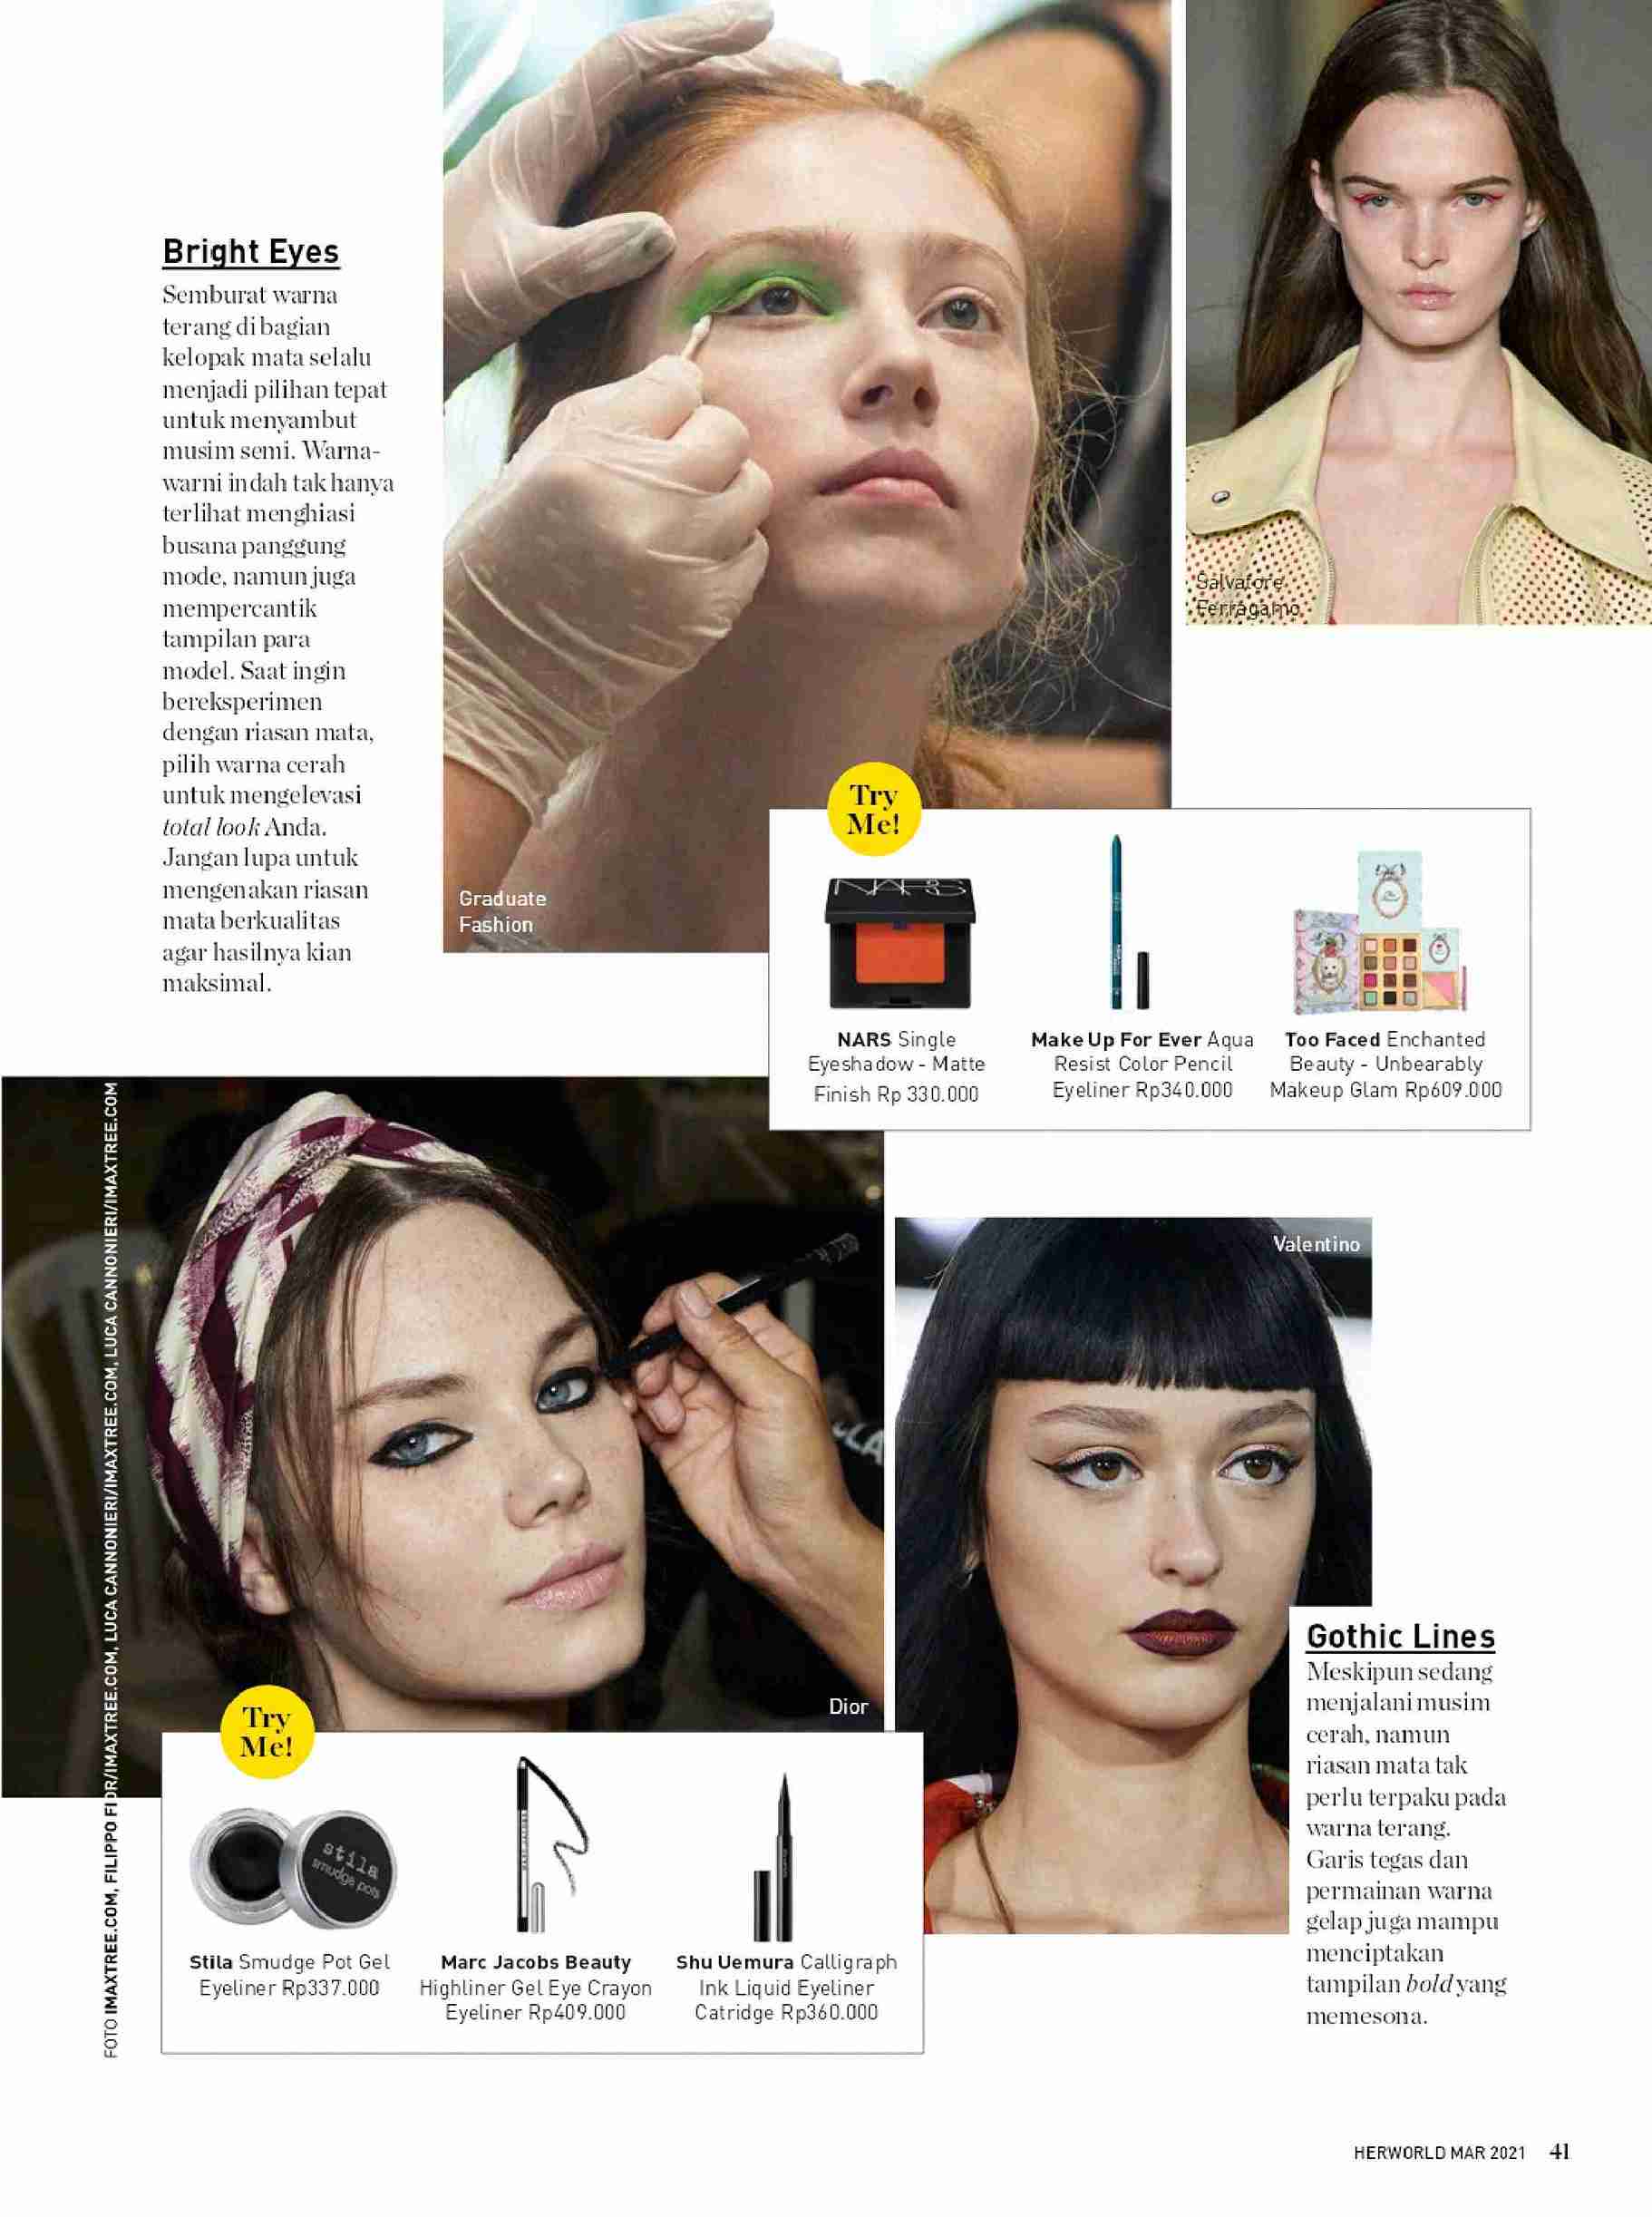 Bright Eyes
Semburat warna
terang di bagian
kelopak mata selalu
menjadi pilihan tepat
untuk menyambut
musim semi. Warna-
warni indah tak hanya
terlihat menghiasi
busana panggung
mode, namun juga
mempercantik
tampilan para
model. Saat ingin
bereksperimen
dengan riasan mata,
pilih warna cerah
untuk mengelevasi
total look Anda.
Jangan lupa untuk
mengenakan riasan
mata berkualitas
agar hasilnya kian
maksimal.
Graduate
Fashion
Salvatore
Ferragamo
Try
Me!
NARS
NARS Single
Eyeshadow - Matte
Finish Rp 330.000
Make Up For Ever Aqua
Resist Color Pencil
Eyeliner Rp340.000
Too Faced Enchanted
Beauty - Unbearably
Makeup Glam Rp609.000
FOTO IMAXTREE.COM, FILIPPO FIOR/IMAXTREE.COM, LUCA CANNONIERI/IMAXTREE.COM, LUCA CANNONIERI/IMAXTREE.COM
Dior
Valentino
Try
Me!
stila
smudge pots
Stila Smudge Pot Gel
Eyeliner Rp337.000
Marc Jacobs Beauty
Highliner Gel Eye Crayon
Eyeliner Rp409.000
Shu Uemura Calligraph
Ink Liquid Eyeliner
Catridge Rp360.000
Gothic Lines
Meskipun sedang
menjalani musim
cerah, namun
riasan mata tak
perlu terpaku pada
warna terang.
Garis tegas dan
permainan warna
gelap juga mampu
menciptakan
tampilan bold yang
memesona.
HERWORLD MAR 2021 41